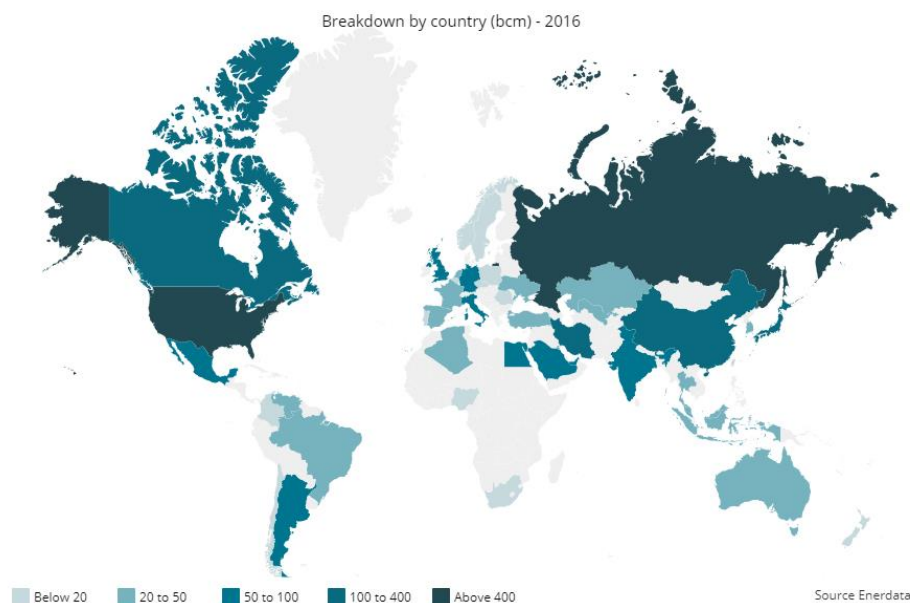 Breakdown by country (bcm) - 2016
Below 20
20 to 50
50 to 100
100 to 400
Above 400
Source Enerdata